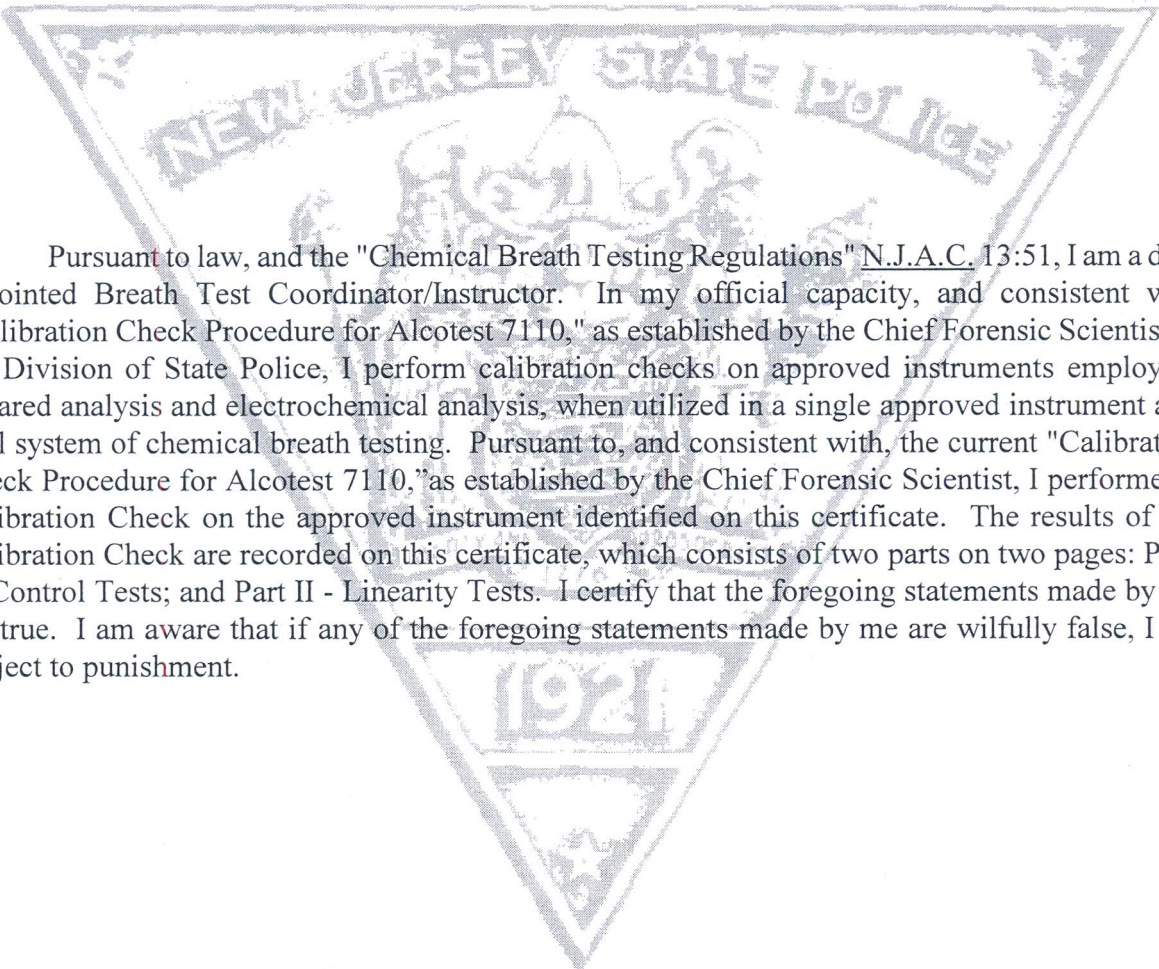 NEW JERSEY STATE POLICE
Pursuant to law, and the "Chemical Breath Testing Regulations" N.J.A.C. 13:51, I am a d
ointed Breath Test Coordinator/Instructor. In my official capacity, and consistent w
libration Check Procedure for Alcotest 7110," as established by the Chief Forensic Scientis
Division of State Police, I perform calibration checks on approved instruments employ
ared analysis and electrochemical analysis, when utilized in a single approved instrument a
l system of chemical breath testing. Pursuant to, and consistent with, the current "Calibrat
eck Procedure for Alcotest 7110,”as established by the Chief Forensic Scientist, I performe
ibration Check on the approved instrument identified on this certificate. The results of
ibration Check are recorded on this certificate, which consists of two parts on two pages: P
Control Tests; and Part II - Linearity Tests. I certify that the foregoing statements made by
true. I am aware that if any of the foregoing statements made by me are wilfully false, I
ject to punishment.
1921